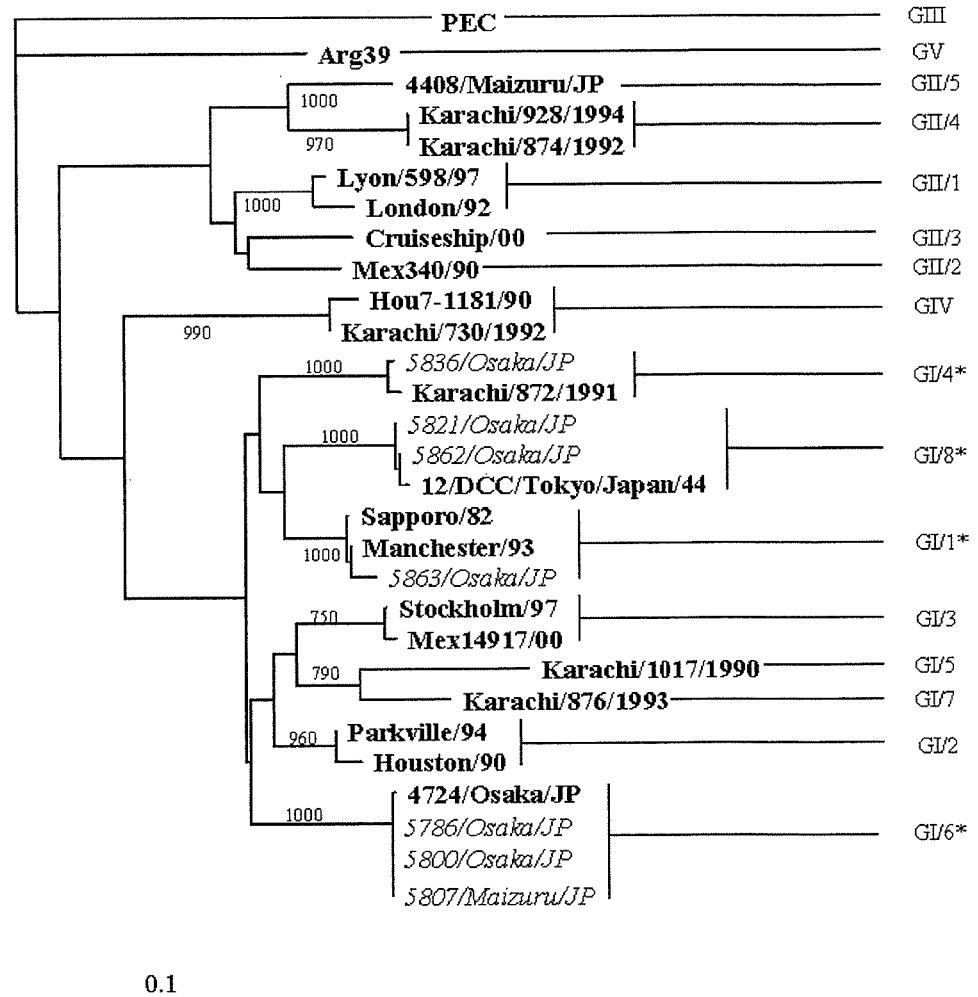 PEC GIII
Arg39 GV
4408/Maizuru/JP GII/5
1000
Karachi/928/1994
GII/4
970
Karachi/874/1992
Lyon/598/97
GII/1
1000
London/92
Cruiseship/00 GII/3
Mex340/90 GII/2
Hou7-1181/90
GIV
990
Karachi/730/1992
1000
5836/Osaka/JP
GI/4*
Karachi/872/1991
5821/Osaka/JP
1000
5862/Osaka/JP
GI/8*
12/DCC/Tokyo/Japan/44
Sapporo/82
Manchester/93
GI/1*
1000
5863/Osaka/JP
Stockholm/97
750
GI/3
Mex14917/00
Karachi/1017/1990 GI/5
790
Karachi/876/1993 GI/7
Parkville/94
960
GI/2
Houston/90
4724/Osaka/JP
1000
5786/Osaka/JP
GI/6*
5800/Osaka/JP
5807/Maizuru/JP
0.1